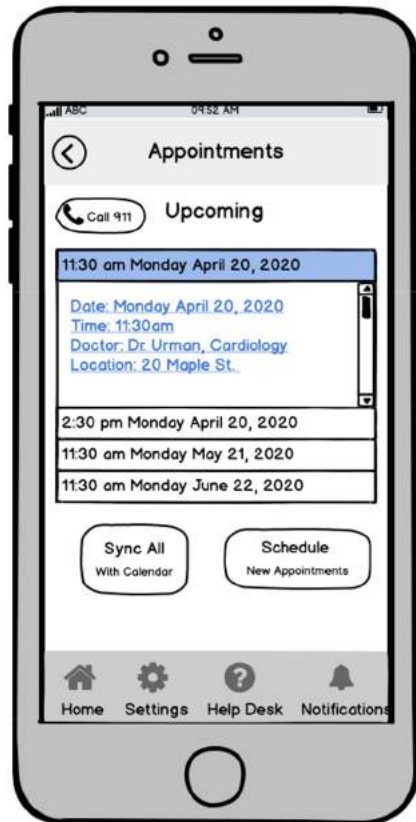 ABC 09:52 AM
Appointments
Call 911
Upcoming
11:30 am Monday April 20, 2020
Date: Monday April 20, 2020
Time: 11:30am
Doctor: Dr. Urman, Cardiology
Location: 20 Maple St.
2:30 pm Monday April 20, 2020
11:30 am Monday May 21, 2020
11:30 am Monday June 22, 2020
Sync All
With Calendar
Schedule
New Appointments
Home Settings Help Desk Notifications